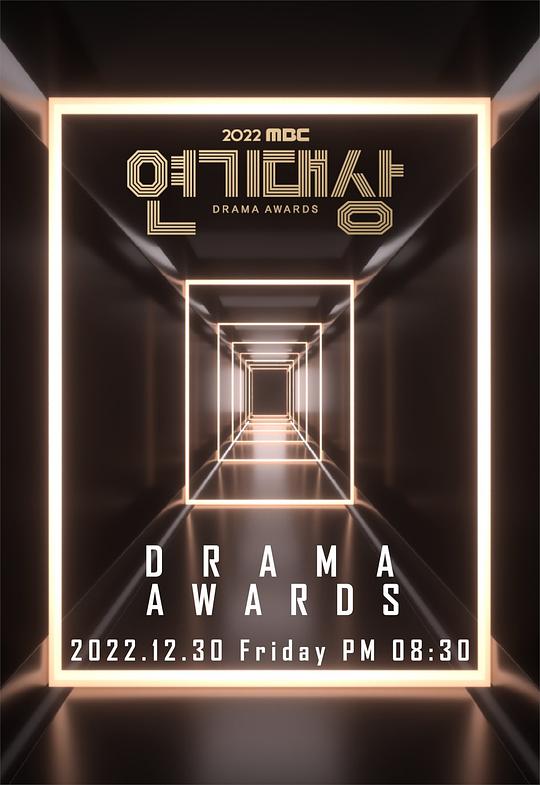 2022 MBC
연기대상
DRAMA AWARDS
DRAMA
AWARDS
2022.12.30 Friday PM 08:30